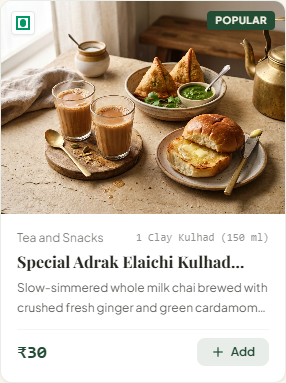 POPULAR
Tea and Snacks
1 Clay Kulhad (150 ml)
Special Adrak Elaichi Kulhad...
Slow-simmered whole milk chai brewed with
crushed fresh ginger and green cardamom...
₹30
+ Add